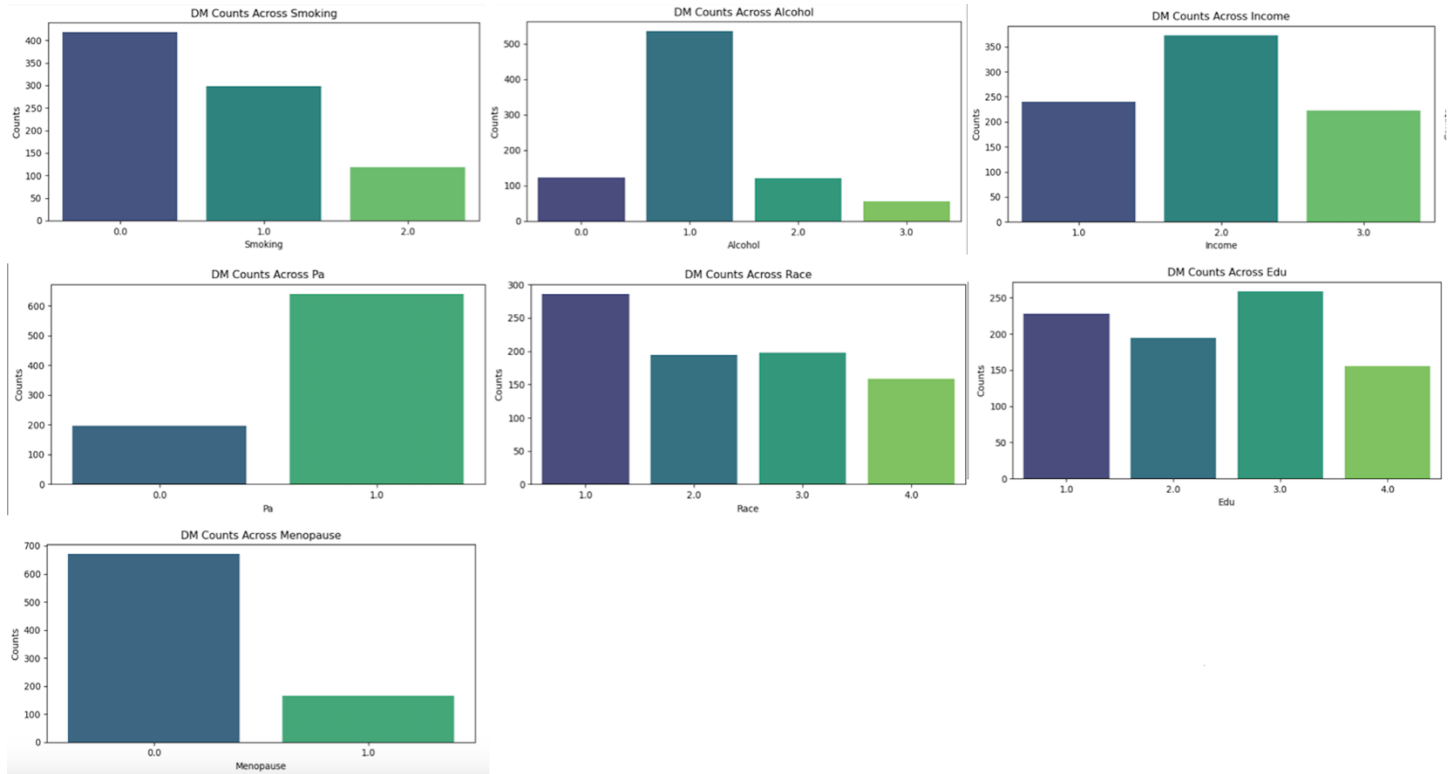 DM Counts Across Smoking
Counts
400
350
300
250
200
150
100
50
0
0.0 1.0 2.0
Smoking
DM Counts Across Alcohol
Counts
500
400
300
200
100
0
0.0 1.0 2.0 3.0
Alcohol
DM Counts Across Income
Counts
350
300
250
200
150
100
50
0
1.0 2.0 3.0
Income
DM Counts Across Pa
Counts
600
500
400
300
200
100
0
0.0 1.0
Pa
DM Counts Across Race
Counts
300
250
200
150
100
50
0
1.0 2.0 3.0 4.0
Race
DM Counts Across Edu
Counts
250
200
150
100
50
0
1.0 2.0 3.0 4.0
Edu
DM Counts Across Menopause
Counts
700
600
500
400
300
200
100
0
0.0 1.0
Menopause